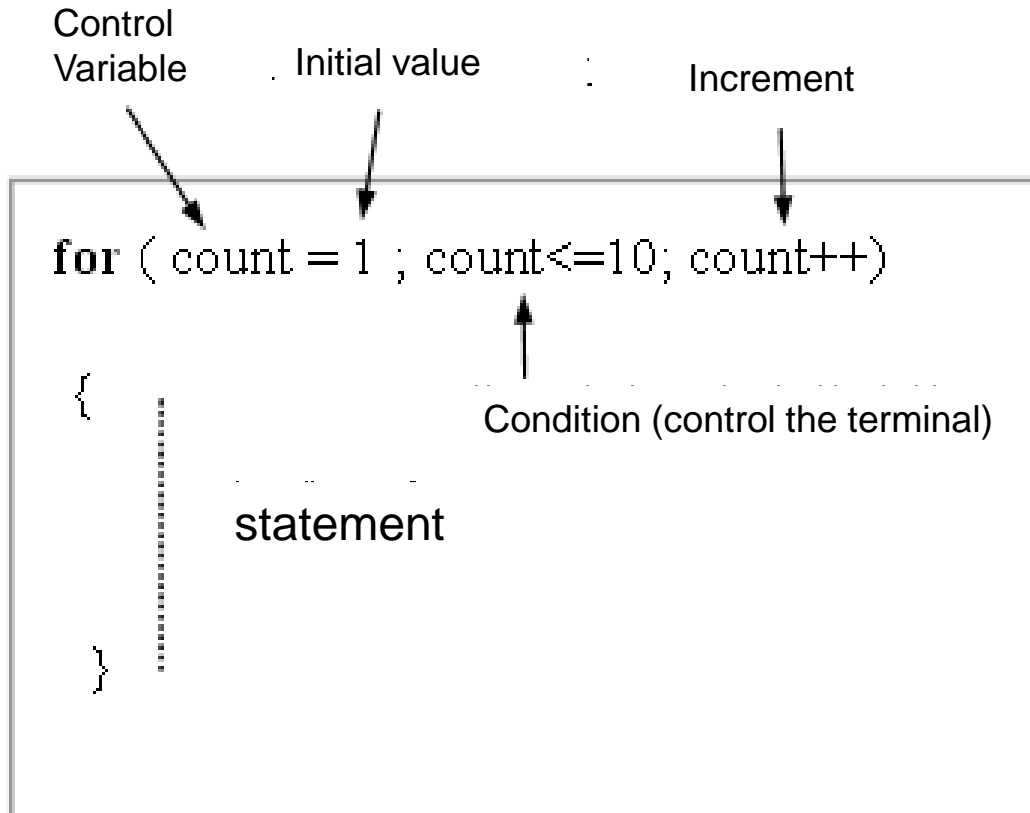 Control
Variable
Initial value
Increment
for ( count = 1 ; count<=10; count++)
{
Condition (control the terminal)
statement
}